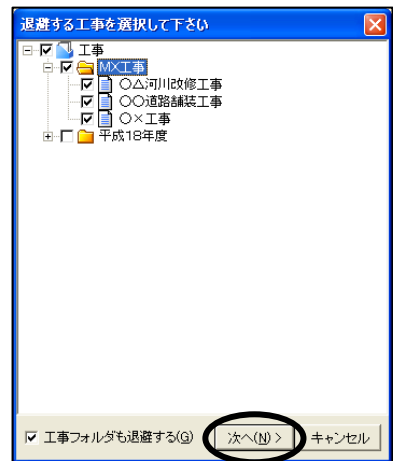 退避する工事を選択して下さい
工事
MX工事
○△河川改修工事
○○道路舗装工事
○×工事
平成18年度
工事フォルダも退避する(G) 次へ(N) > キャンセル